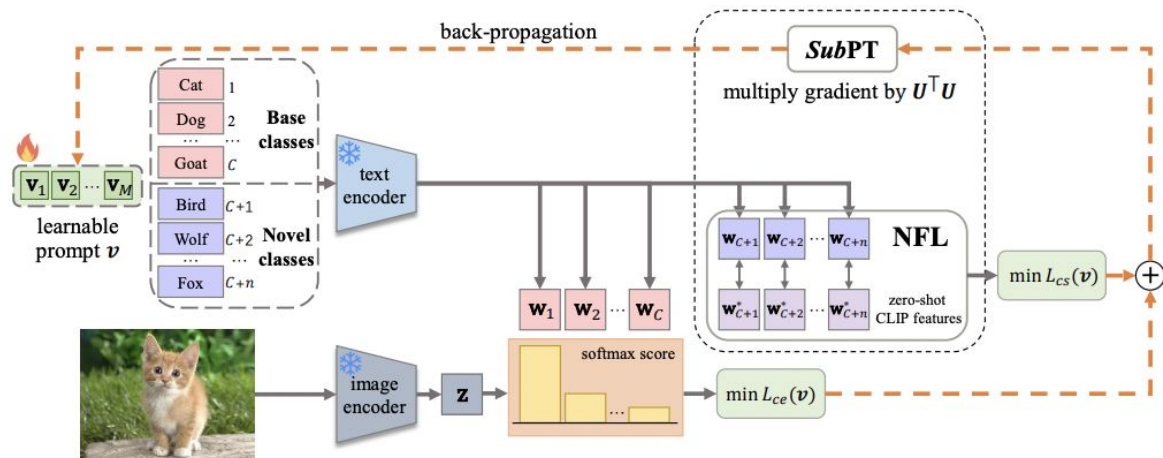 back-propagation
SubPT
multiply gradient by U⊤U
Cat 1
Dog 2
... ...
Goat C
Base
classes
v1 v2 ... vM
learnable
prompt v
Bird C+1
Wolf C+2
... ...
Fox C+n
Novel
classes
text
encoder
wC+1 wC+2 ... wC+n
NFL
w*C+1 w*C+2 ... w*C+n
zero-shot
CLIP features
min Lcs(v)
+
w1 w2 ... wC
softmax score
...
image
encoder
z
min Lce(v)